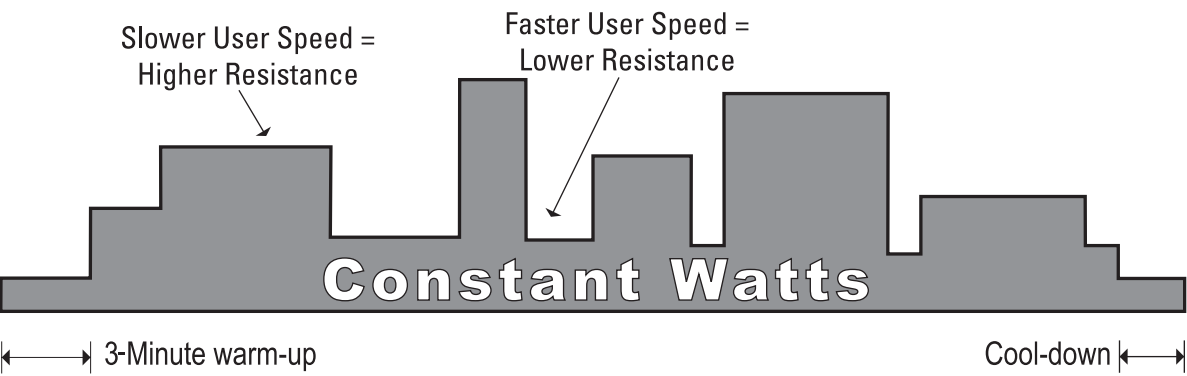 Slower User Speed =
Higher Resistance
Faster User Speed =
Lower Resistance
Constant Watts
3-Minute warm-up
Cool-down